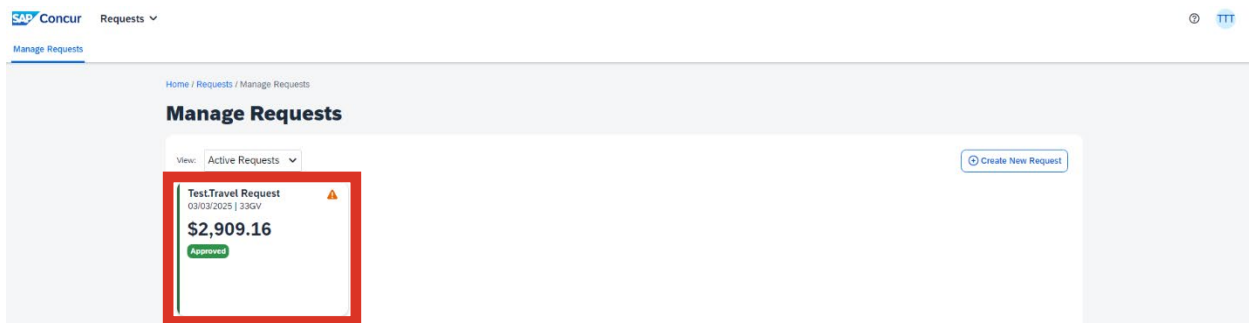 SAP Concur Requests TTT
Manage Requests
Home / Requests / Manage Requests
Manage Requests
View: Active Requests Create New Request
Test.Travel Request
03/03/2025 | 33GV
$2,909.16
Approved